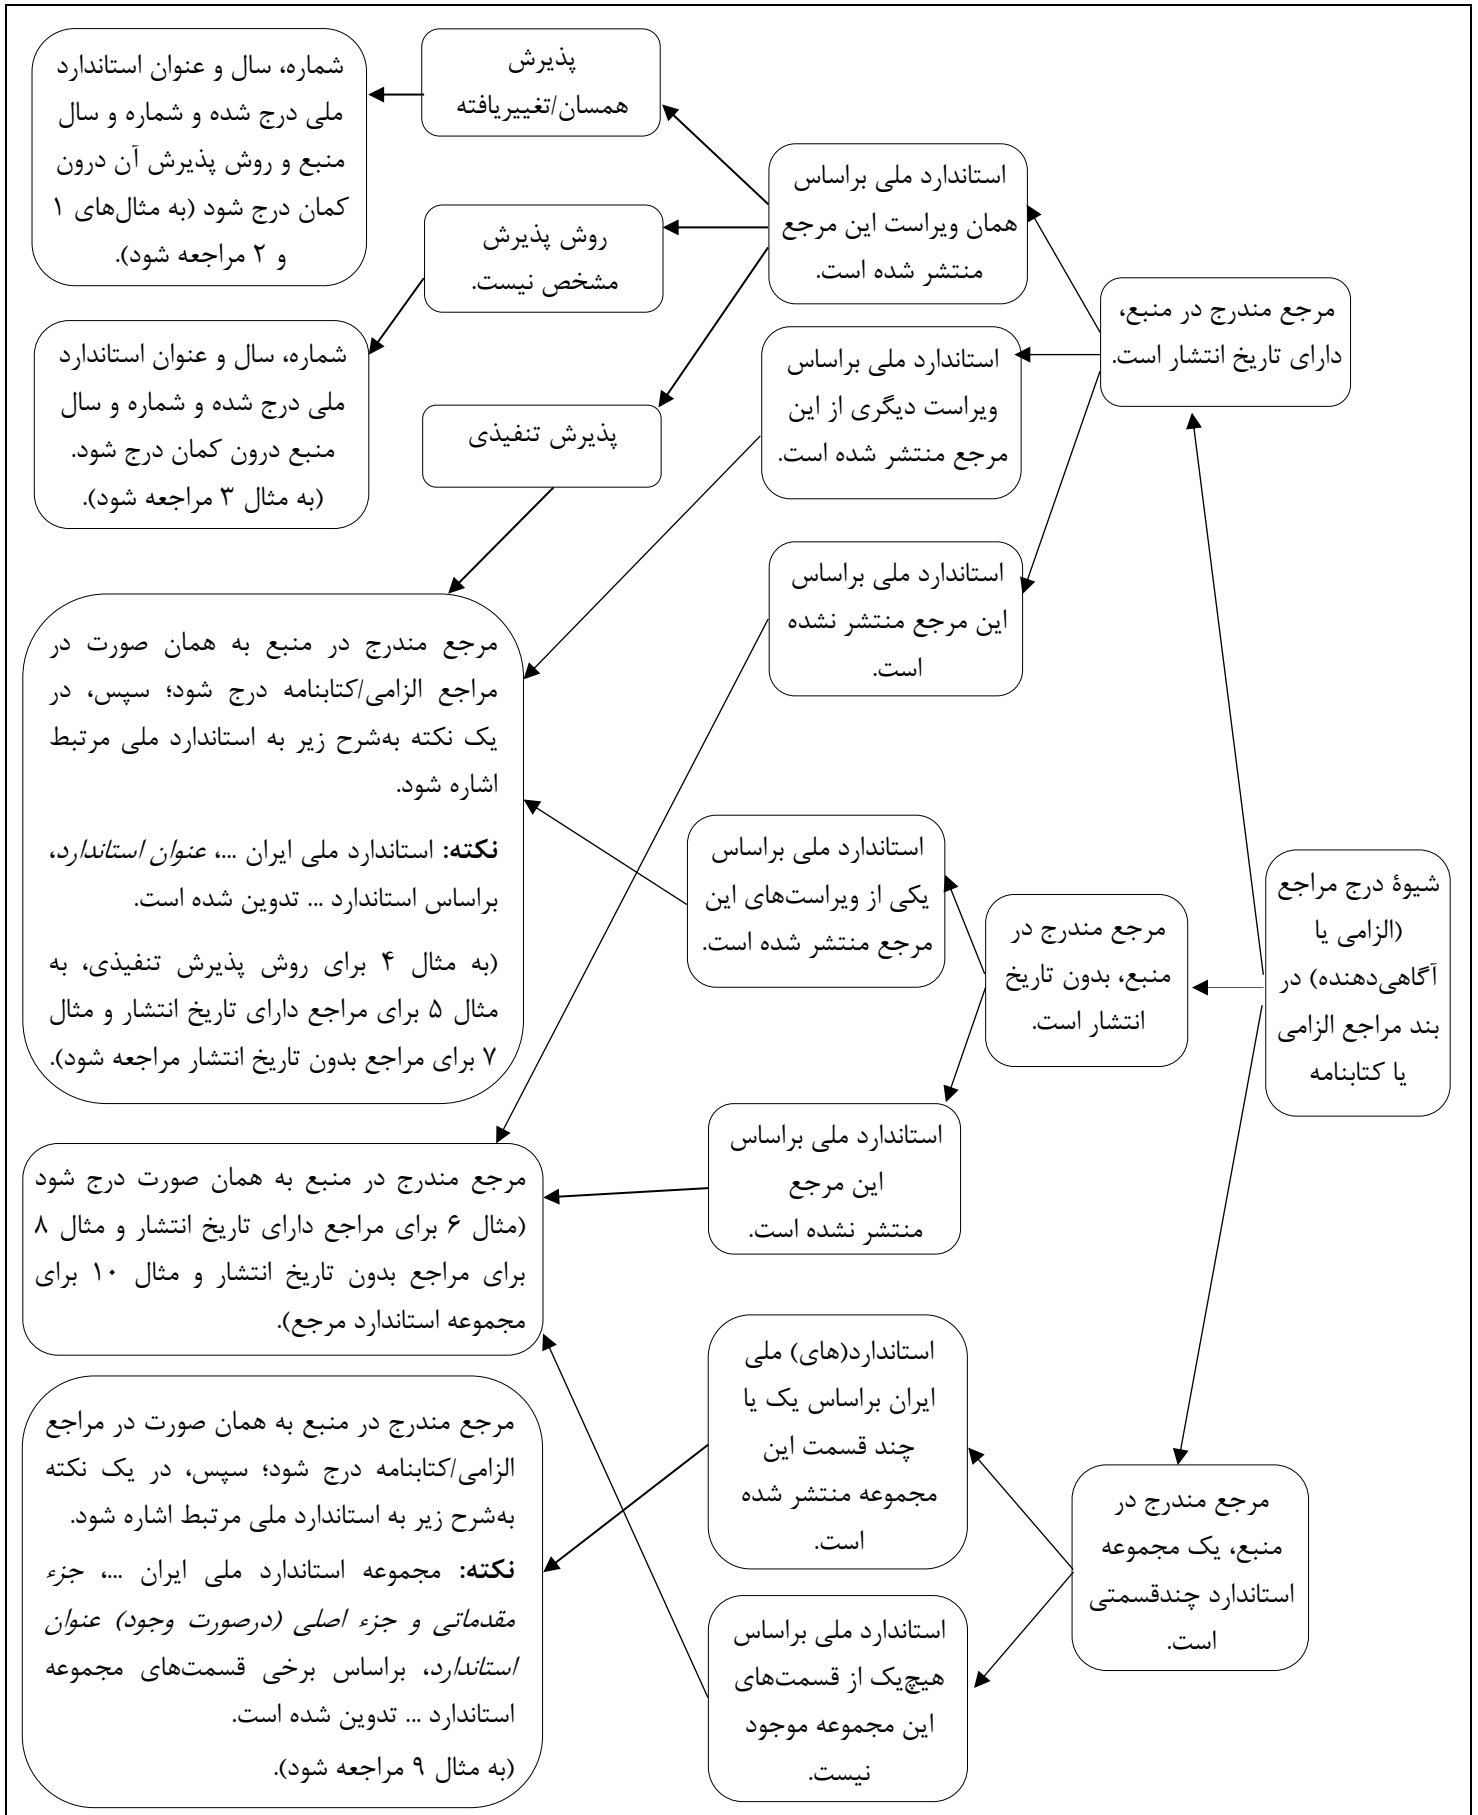 شیوهٔ درج مراجع
(الزامی یا
آگاهی‌دهنده) در
بند مراجع الزامی
یا کتابنامه
مرجع مندرج در منبع،
دارای تاریخ انتشار است.
استاندارد ملی براساس
همان ویراست این مرجع
منتشر شده است.
پذیرش
همسان/تغییریافته
شماره، سال و عنوان استاندارد
ملی درج شده و شماره و سال
منبع و روش پذیرش آن درون
کمان درج شود (به مثال‌های ۱
و ۲ مراجعه شود).
روش پذیرش
مشخص نیست.
شماره، سال و عنوان استاندارد
ملی درج شده و شماره و سال
منبع درون کمان درج شود.
(به مثال ۳ مراجعه شود).
پذیرش تنفیذی
استاندارد ملی براساس
ویراست دیگری از این
مرجع منتشر شده است.
استاندارد ملی براساس
این مرجع منتشر نشده
است.
مرجع مندرج در منبع به همان صورت در
مراجع الزامی/کتابنامه درج شود؛ سپس، در
یک نکته به‌شرح زیر به استاندارد ملی مرتبط
اشاره شود.
نکته: استاندارد ملی ایران ...، عنوان استاندارد،
براساس استاندارد ... تدوین شده است.
(به مثال ۴ برای روش پذیرش تنفیذی، به
مثال ۵ برای مراجع دارای تاریخ انتشار و مثال
۷ برای مراجع بدون تاریخ انتشار مراجعه شود).
مرجع مندرج در
منبع، بدون تاریخ
انتشار است.
استاندارد ملی براساس
یکی از ویراست‌های این
مرجع منتشر شده است.
استاندارد ملی براساس
این مرجع
منتشر نشده است.
مرجع مندرج در منبع به همان صورت درج شود
(مثال ۶ برای مراجع دارای تاریخ انتشار و مثال ۸
برای مراجع بدون تاریخ انتشار و مثال ۱۰ برای
مجموعه استاندارد مرجع).
مرجع مندرج در
منبع، یک مجموعه
استاندارد چندقسمتی
است.
استاندارد(های) ملی
ایران براساس یک یا
چند قسمت این
مجموعه منتشر شده
است.
استاندارد ملی براساس
هیچ‌یک از قسمت‌های
این مجموعه موجود
نیست.
مرجع مندرج در منبع به همان صورت در مراجع
الزامی/کتابنامه درج شود؛ سپس، در یک نکته
به‌شرح زیر به استاندارد ملی مرتبط اشاره شود.
نکته: مجموعه استاندارد ملی ایران ...، جزء
مقدماتی و جزء اصلی (درصورت وجود) عنوان
استاندارد، براساس برخی قسمت‌های مجموعه
استاندارد ... تدوین شده است.
(به مثال ۹ مراجعه شود).